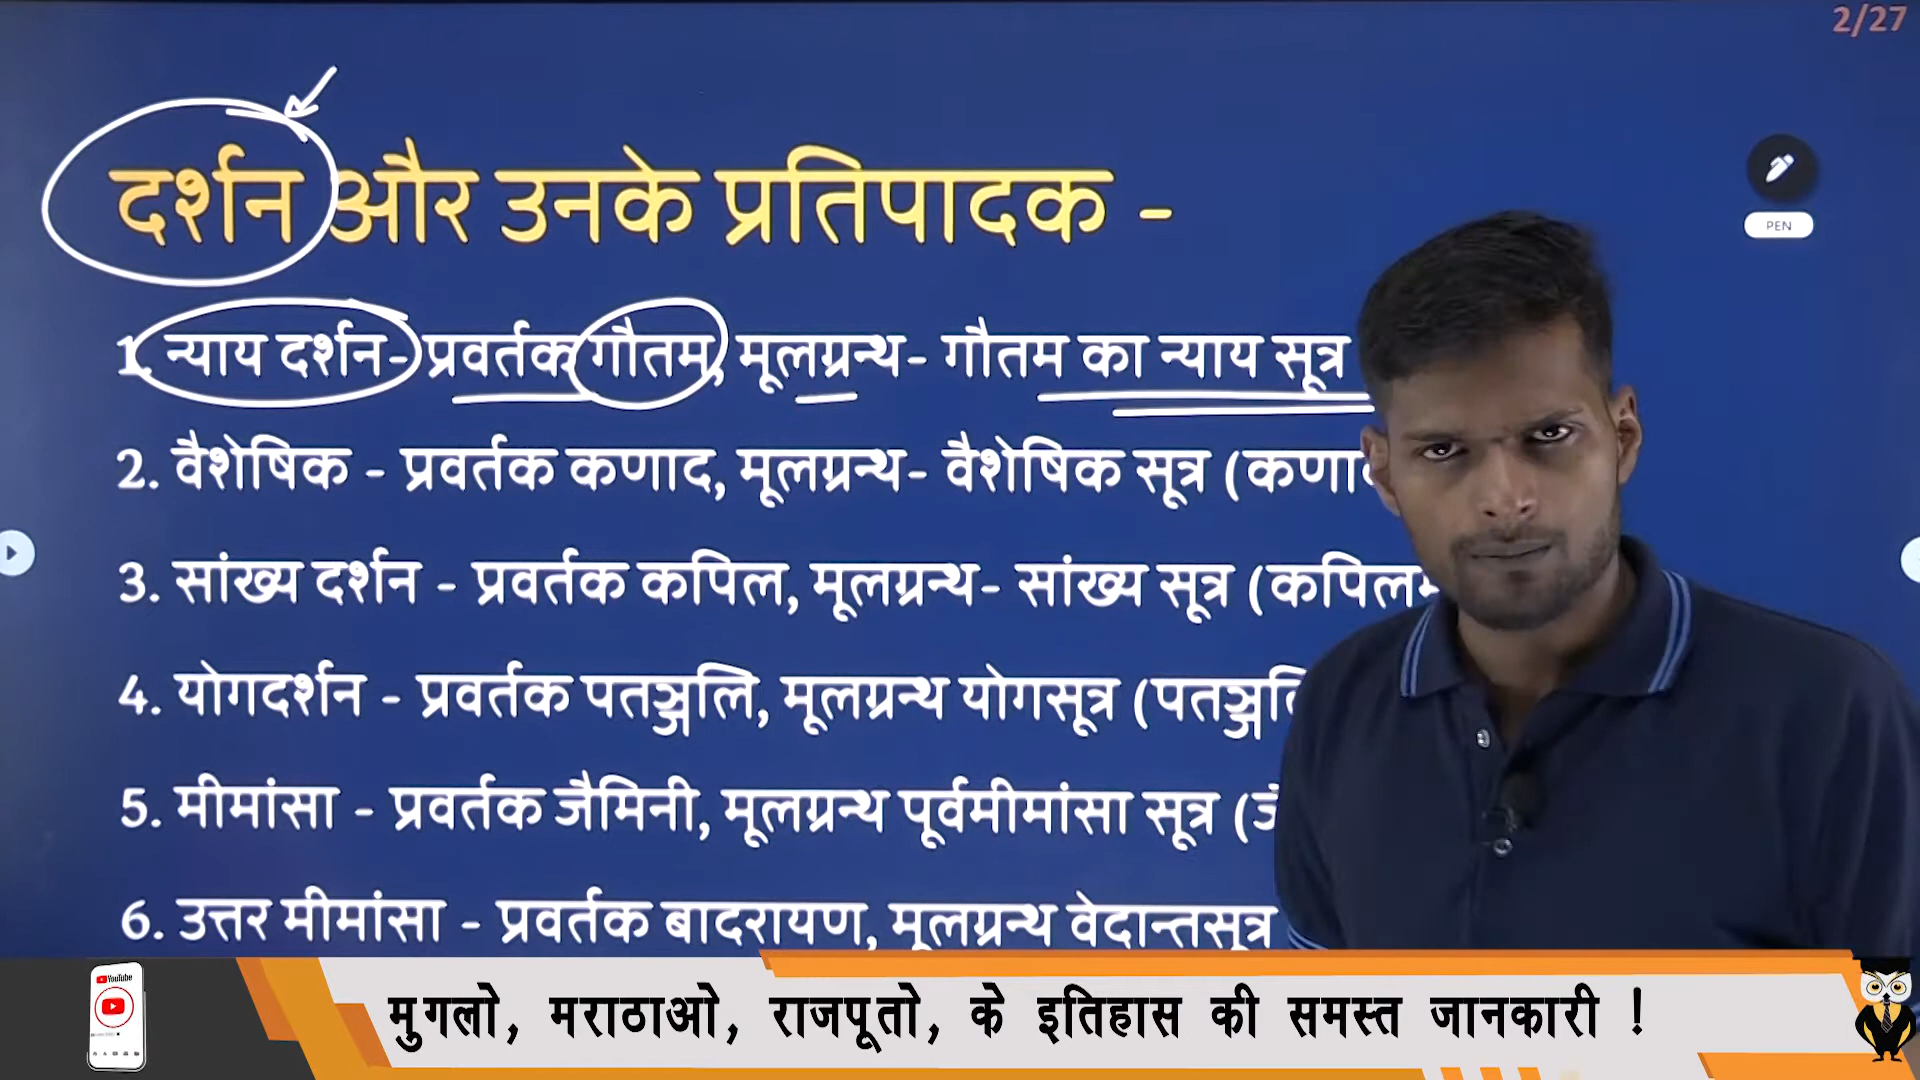 2/27
दर्शन और उनके प्रतिपादक -
PEN
1. न्याय दर्शन- प्रवर्तक गौतम, मूलग्रन्थ- गौतम का न्याय सूत्र
2. वैशेषिक - प्रवर्तक कणाद, मूलग्रन्थ- वैशेषिक सूत्र (कणाद
3. सांख्य दर्शन - प्रवर्तक कपिल, मूलग्रन्थ- सांख्य सूत्र (कपिल
4. योगदर्शन - प्रवर्तक पतञ्जलि, मूलग्रन्थ योगसूत्र (पतञ्जलि
5. मीमांसा - प्रवर्तक जैमिनी, मूलग्रन्थ पूर्वमीमांसा सूत्र (
6. उत्तर मीमांसा - प्रवर्तक बादरायण, मूलग्रन्थ वेदान्तसूत्र
YouTube
मुगलो, मराठाओ, राजपूतो, के इतिहास की समस्त जानकारी !